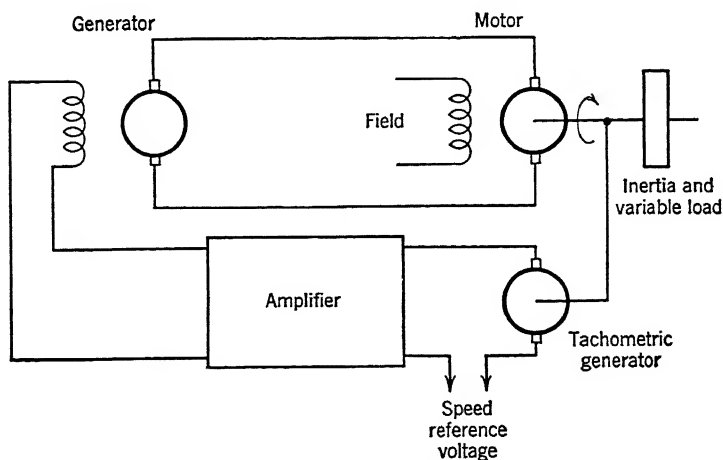 Generator
Motor
Field
Inertia and
variable load
Amplifier
Tachometric
generator
Speed
reference
voltage